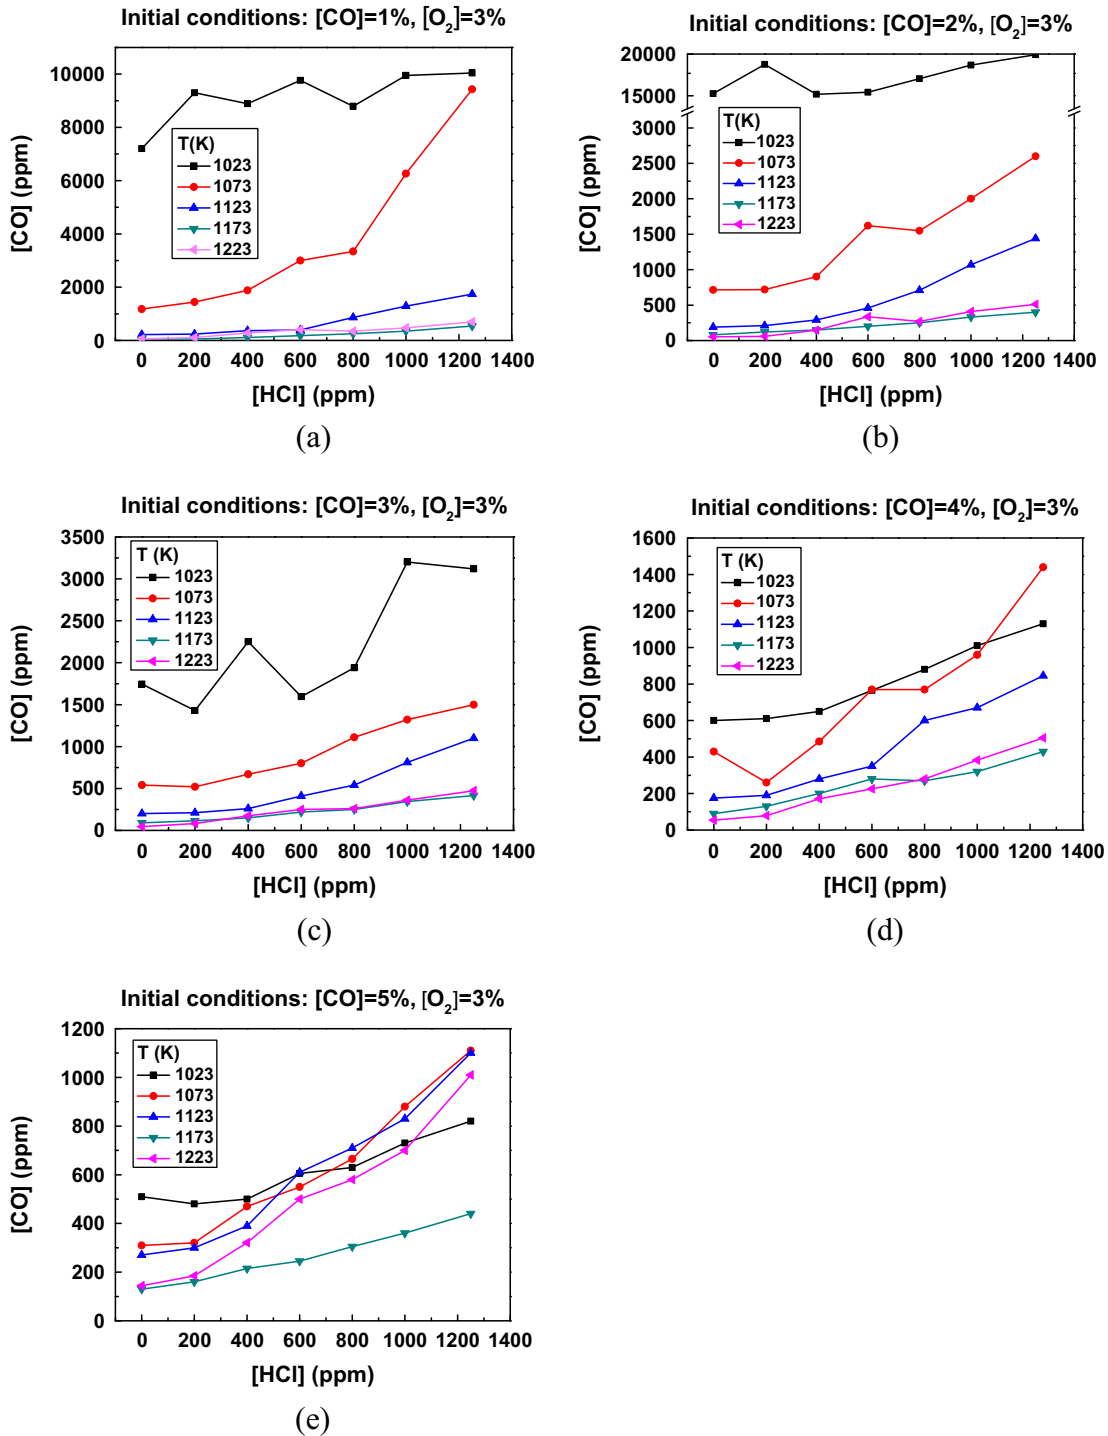 Initial conditions: [CO]=1%, [O2]=3%
10000
8000
6000
4000
2000
0
[CO] (ppm)
T(K)
1023
1073
1123
1173
1223
0 200 400 600 800 1000 1200 1400
[HCl] (ppm)
(a)
Initial conditions: [CO]=2%, [O2]=3%
20000
15000
3000
2500
2000
1500
1000
500
0
[CO] (ppm)
T(K)
1023
1073
1123
1173
1223
0 200 400 600 800 1000 1200 1400
[HCl] (ppm)
(b)
Initial conditions: [CO]=3%, [O2]=3%
3500
3000
2500
2000
1500
1000
500
0
[CO] (ppm)
T (K)
1023
1073
1123
1173
1223
0 200 400 600 800 1000 1200 1400
[HCl] (ppm)
(c)
Initial conditions: [CO]=4%, [O2]=3%
1600
1400
1200
1000
800
600
400
200
0
[CO] (ppm)
T (K)
1023
1073
1123
1173
1223
0 200 400 600 800 1000 1200 1400
[HCl] (ppm)
(d)
Initial conditions: [CO]=5%, [O2]=3%
1200
1000
800
600
400
200
0
[CO] (ppm)
T (K)
1023
1073
1123
1173
1223
0 200 400 600 800 1000 1200 1400
[HCl] (ppm)
(e)